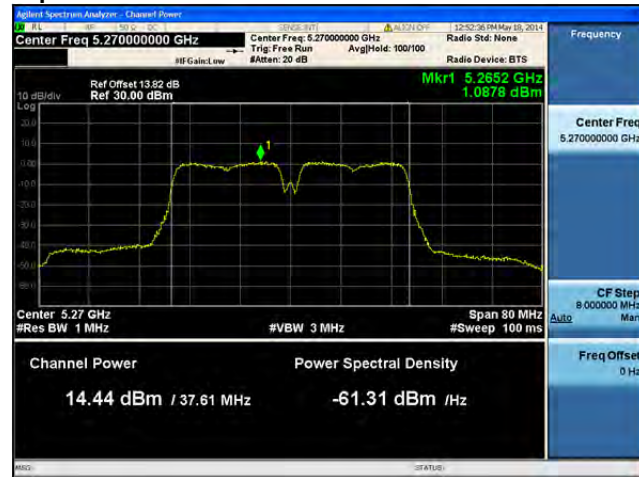 Agilent Spectrum Analyzer - Channel Power
RL RF 50 Ω DC SENSE:INT ALIGN OFF 12:52:36 PM May 18, 2014
Center Freq 5.270000000 GHz
Center Freq: 5.270000000 GHz
Radio Std: None
Trig: Free Run Avg|Hold: 100/100
#IFGain:Low #Atten: 20 dB Radio Device: BTS
Frequency
Mkr1 5.2652 GHz
1.0878 dBm
Ref Offset 13.82 dB
10 dB/div Ref 30.00 dBm
Log
20.0
10.0
0.00
-10.0
-20.0
-30.0
-40.0
-50.0
-60.0
1
Center 5.27 GHz Span 80 MHz
#Res BW 1 MHz #VBW 3 MHz #Sweep 100 ms
Center Freq
5.270000000 GHz
CF Step
8.000000 MHz
Auto Man
Freq Offset
0 Hz
Channel Power Power Spectral Density
14.44 dBm / 37.61 MHz -61.31 dBm /Hz
MSG STATUS